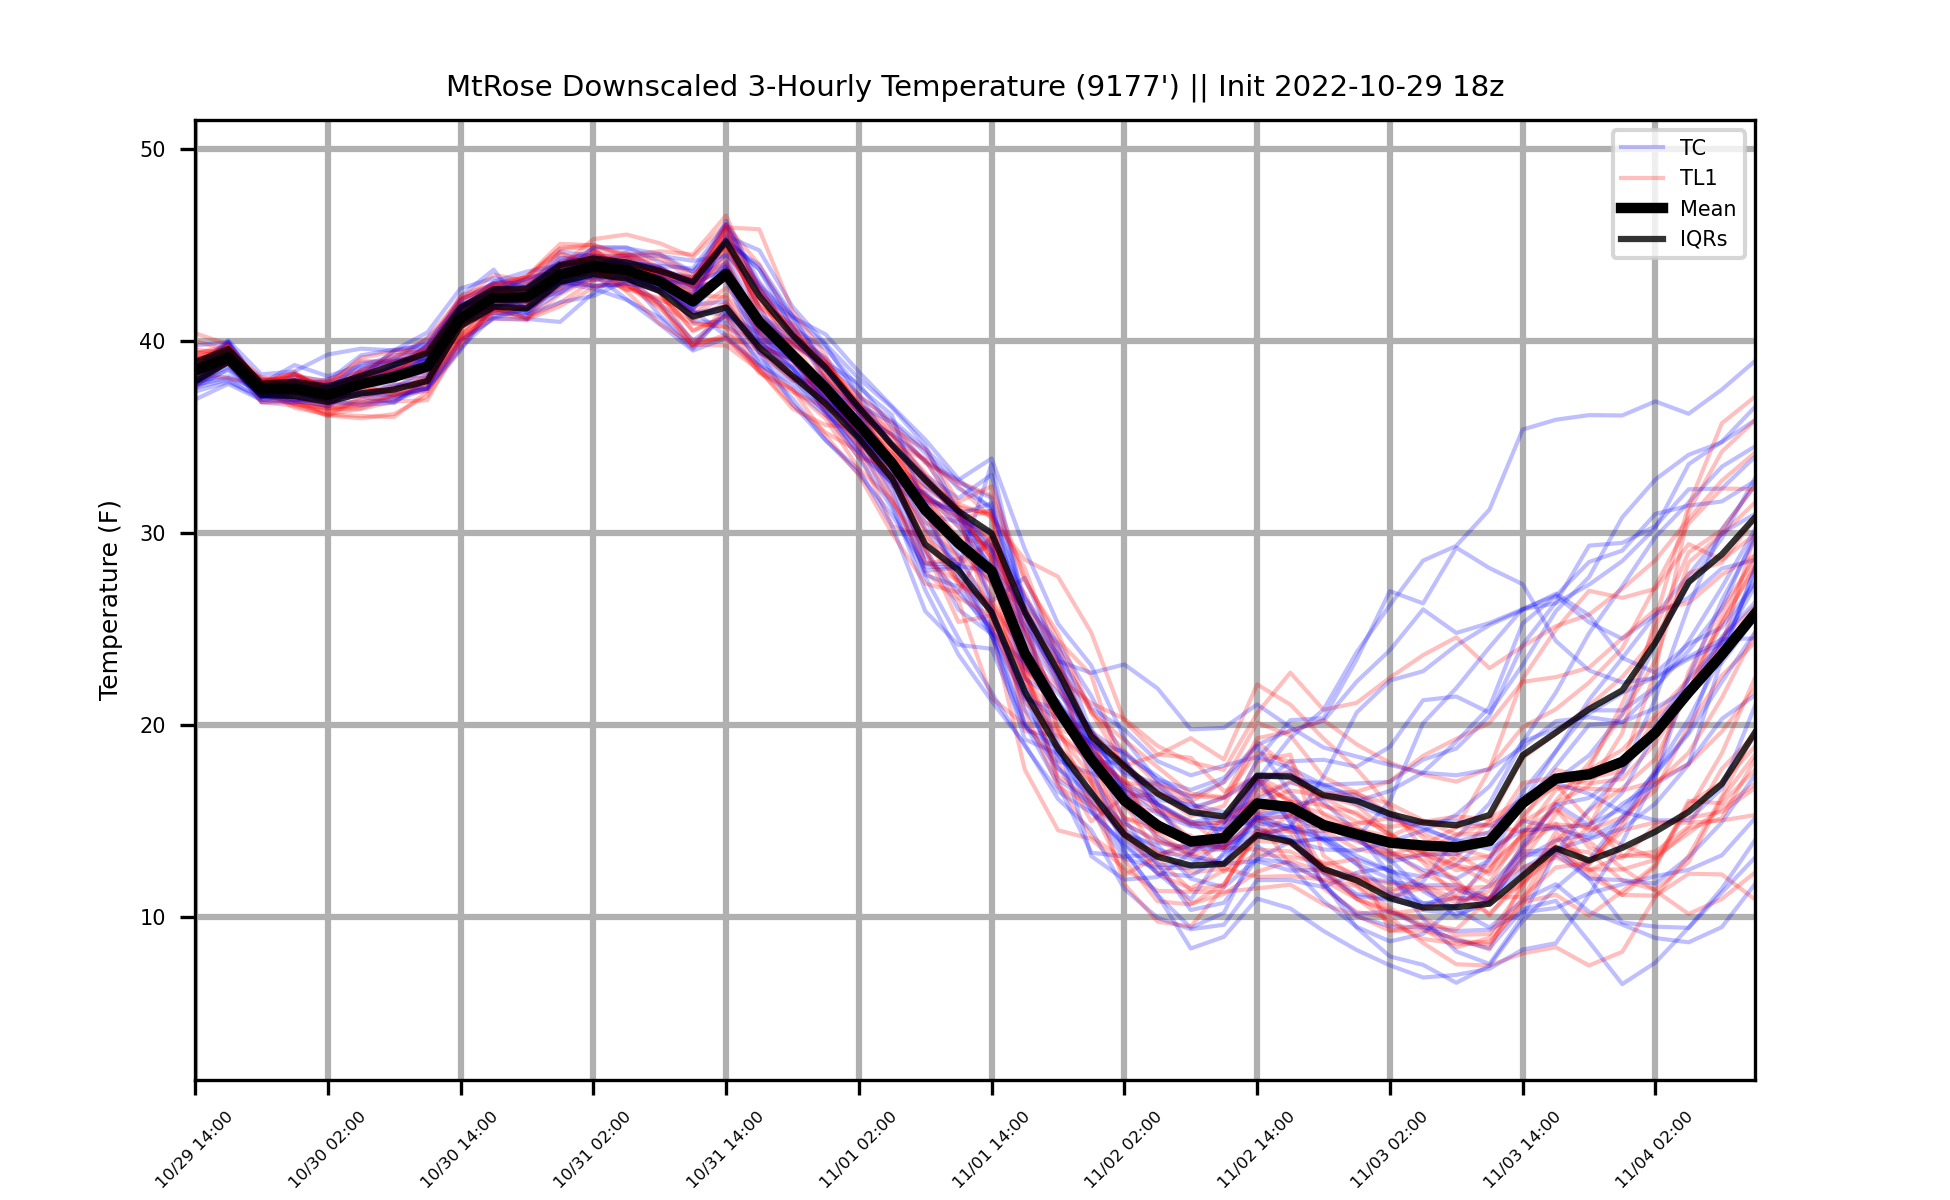 MtRose Downscaled 3-Hourly Temperature (9177') || Init 2022-10-29 18z
TC
TL1
Mean
IQRs
Temperature (F)
50
40
30
20
10
10/29 14:00
10/30 02:00
10/30 14:00
10/31 02:00
10/31 14:00
11/01 02:00
11/01 14:00
11/02 02:00
11/02 14:00
11/03 02:00
11/03 14:00
11/04 02:00